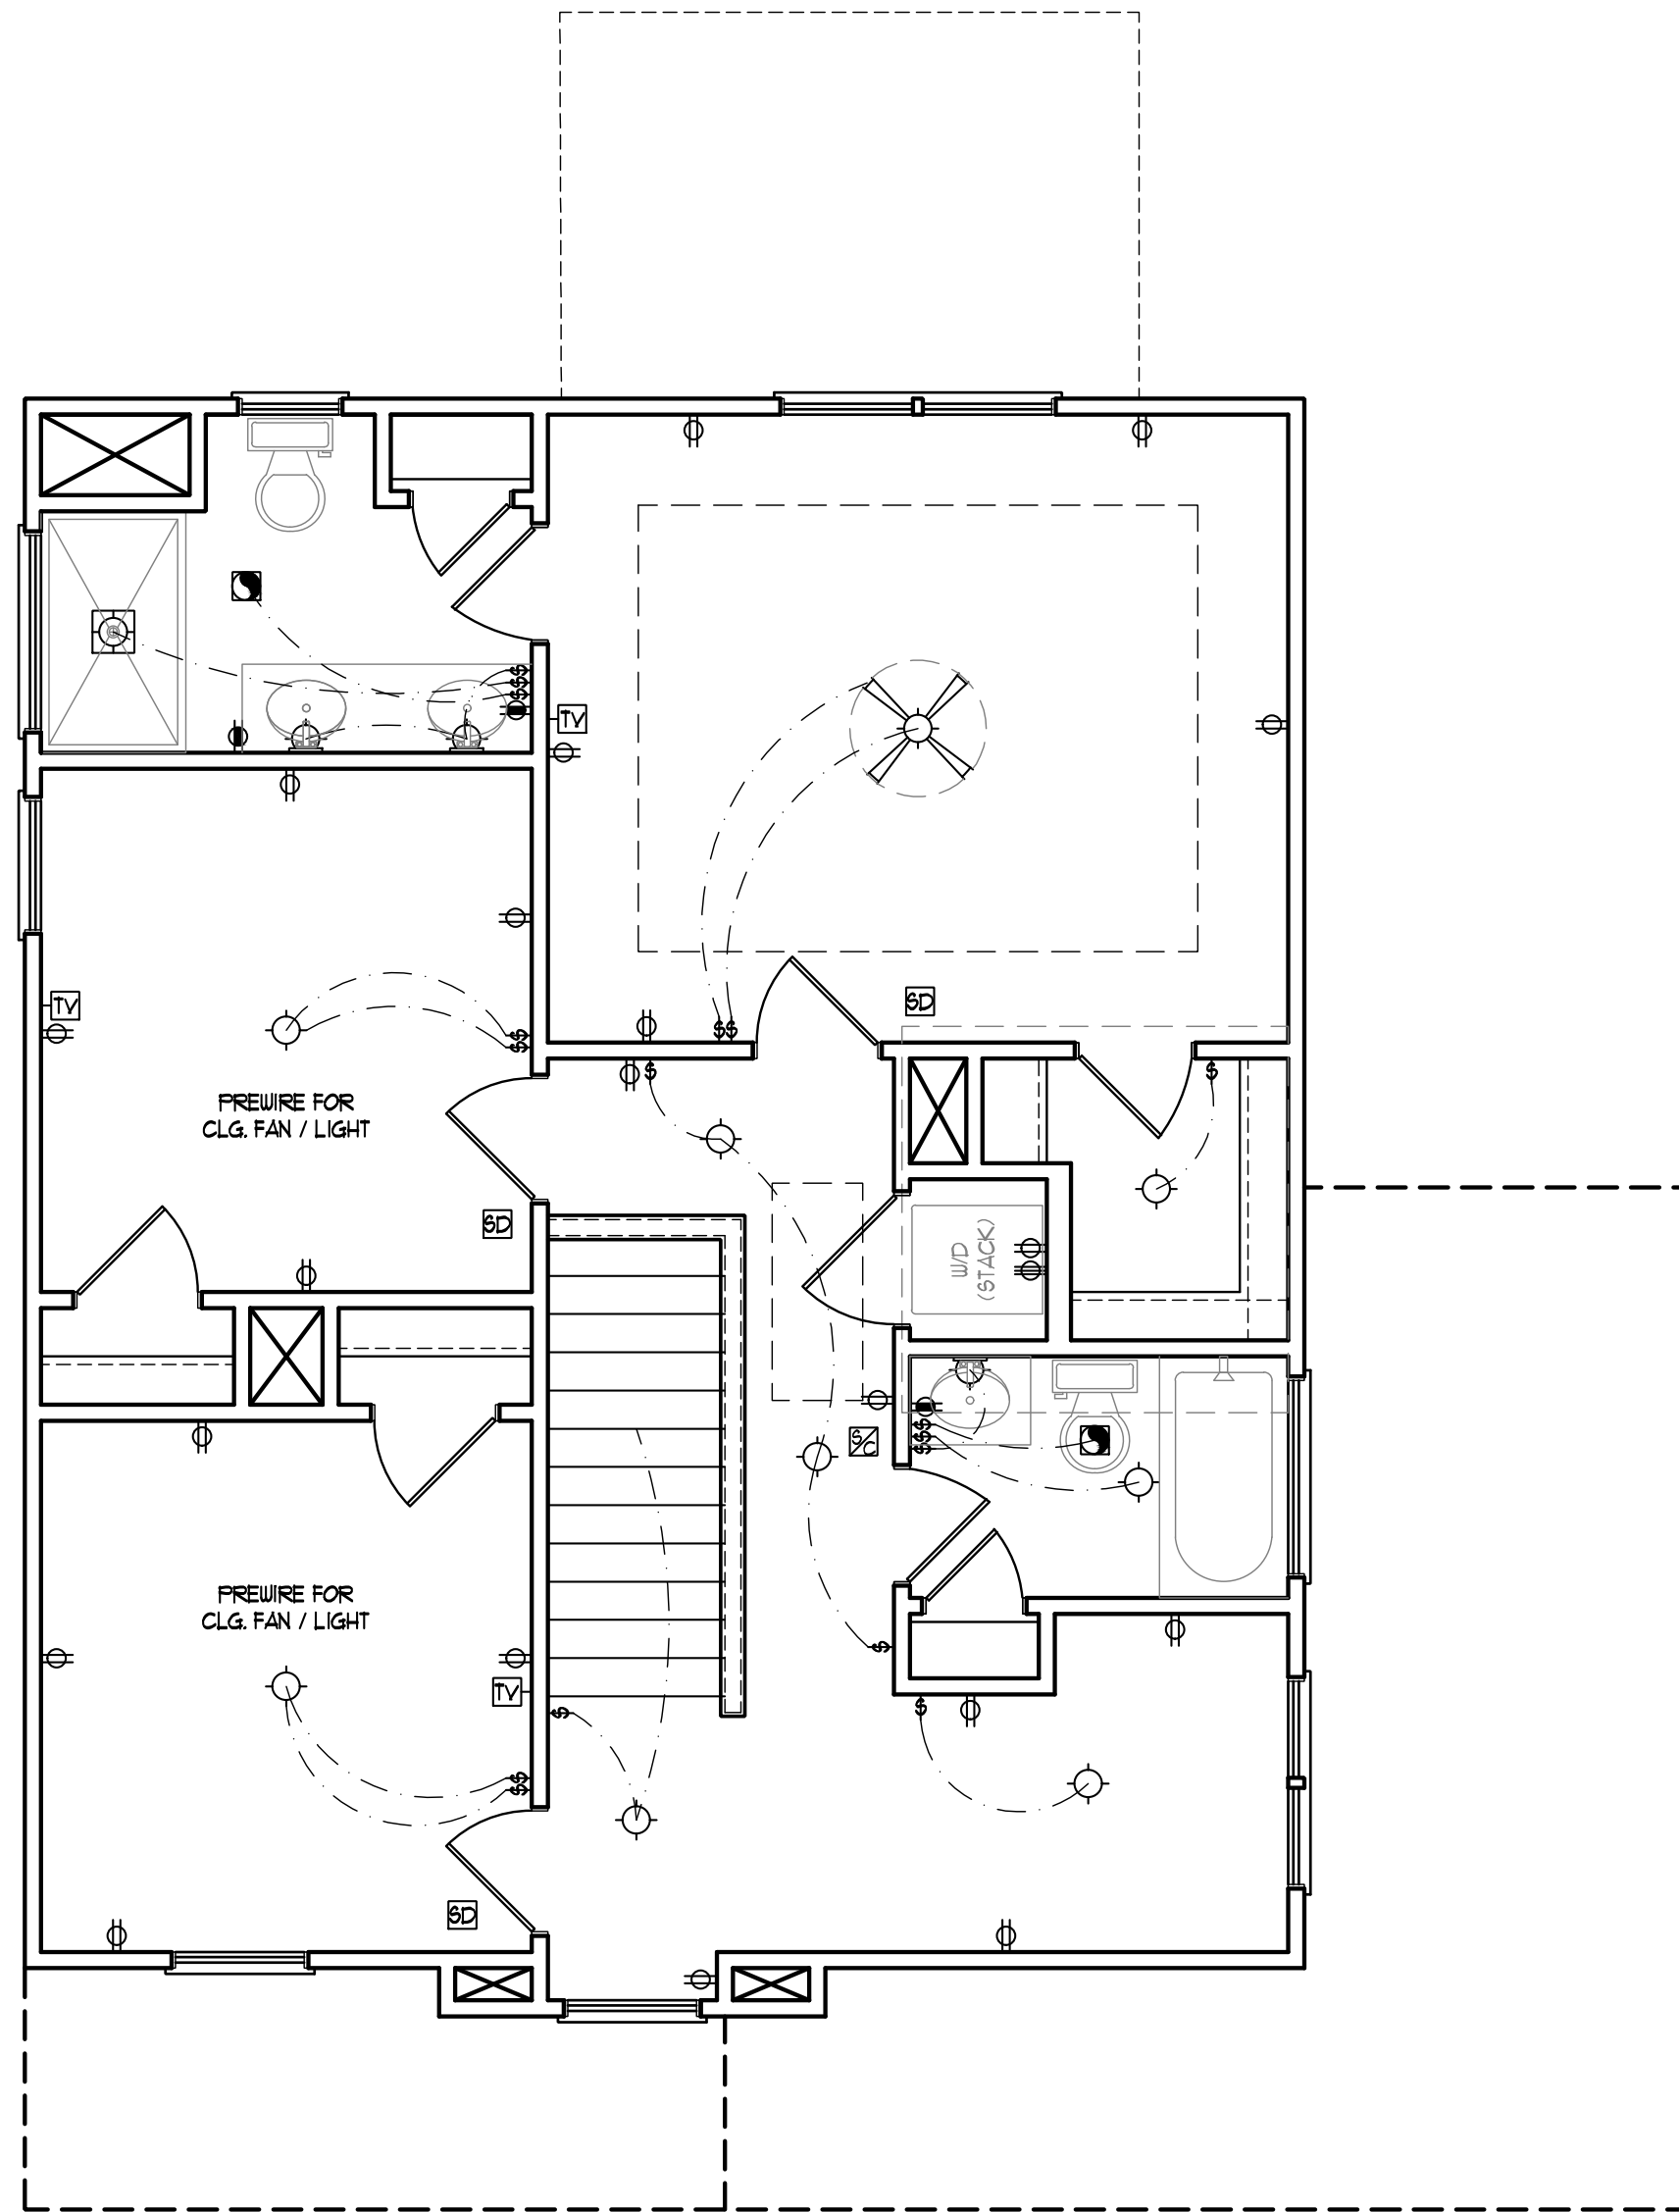 $$$
TV
TV
$$
SD
$$
$
$
PREWIRE FOR
CLG. FAN / LIGHT
SD
W/D
(STACK)
S/C
$$$
PREWIRE FOR
CLG. FAN / LIGHT
$
TV
$
$
$$
SD